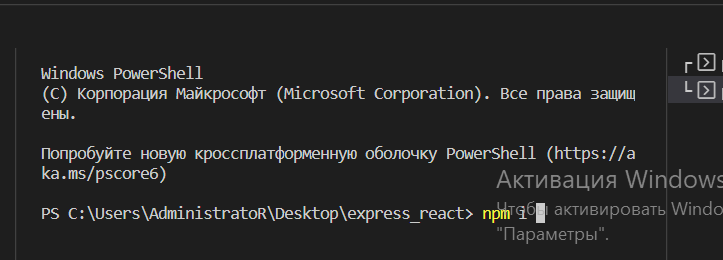 Windows PowerShell
(C) Корпорация Майкрософт (Microsoft Corporation). Все права защищ
ены.
Попробуйте новую кроссплатформенную оболочку PowerShell (https://a
ka.ms/pscore6)
Активация Windows
PS C:\Users\AdministratoR\Desktop\express_react> npm i
Чтобы активировать Windo
"Параметры".